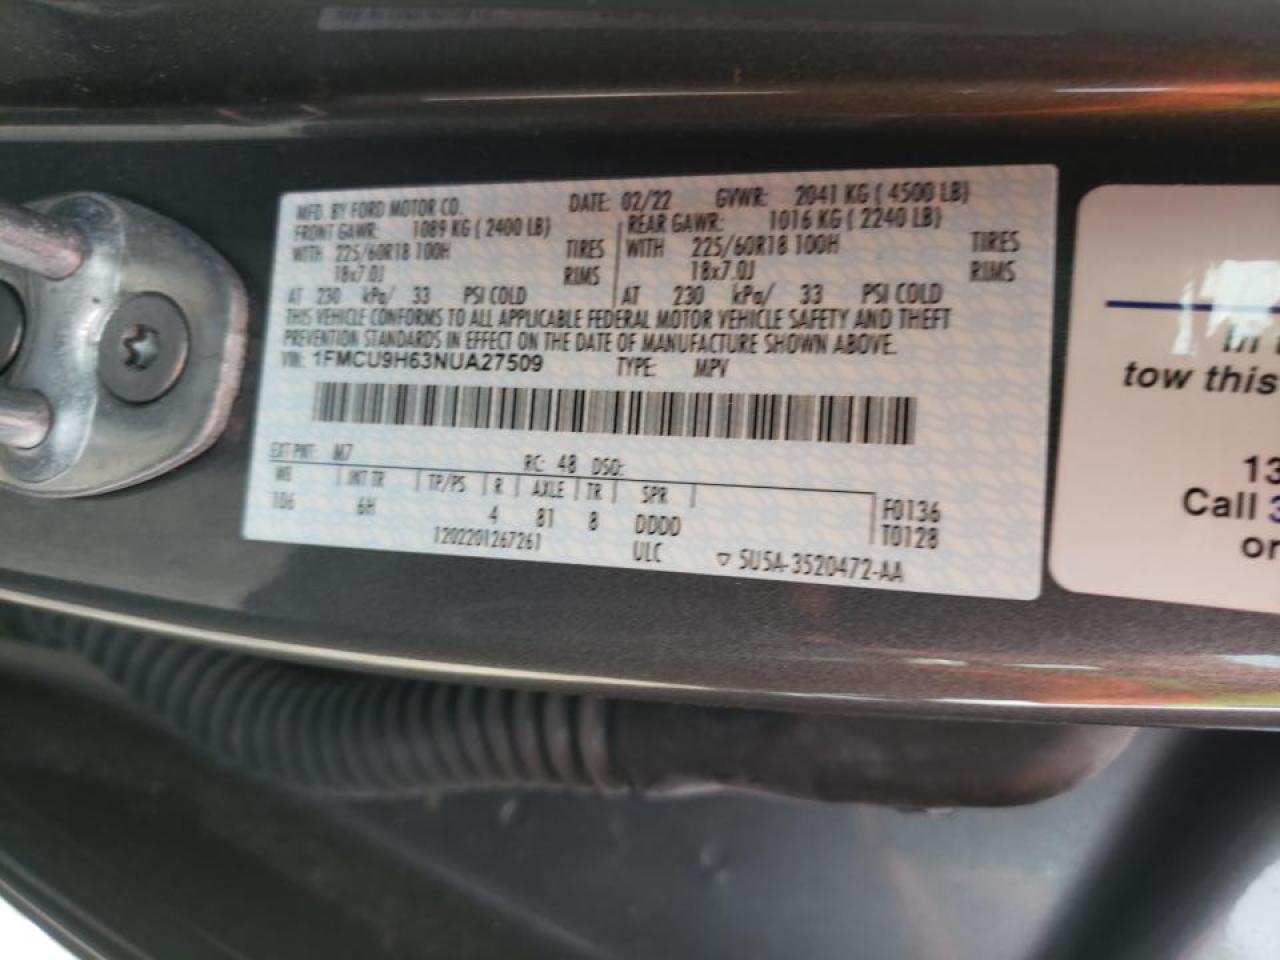 MFD. BY FORD MOTOR CO. DATE: 02/22 GVWR: 2041 KG ( 4500 LB)
FRONT GAWR: 1089 KG ( 2400 LB) REAR GAWR: 1016 KG ( 2240 LB)
WITH 225/60R18 100H TIRES WITH 225/60R18 100H TIRES
18x7.0J RIMS 18x7.0J RIMS
AT 230 kPa/ 33 PSI COLD AT 230 kPa/ 33 PSI COLD
THIS VEHICLE CONFORMS TO ALL APPLICABLE FEDERAL MOTOR VEHICLE SAFETY AND THEFT
PREVENTION STANDARDS IN EFFECT ON THE DATE OF MANUFACTURE SHOWN ABOVE.
VIN: 1FMCU9H63NUA27509 TYPE: MPV
EXT PNT: M7 RC: 48 DSO:
WB INT TR TP/PS R AXLE TR SPR
106 6H 4 81 8 DDDD
F0136
T0128
1202201267261 ULC 5U5A-3520472-AA
tow this
13
Call 3
or